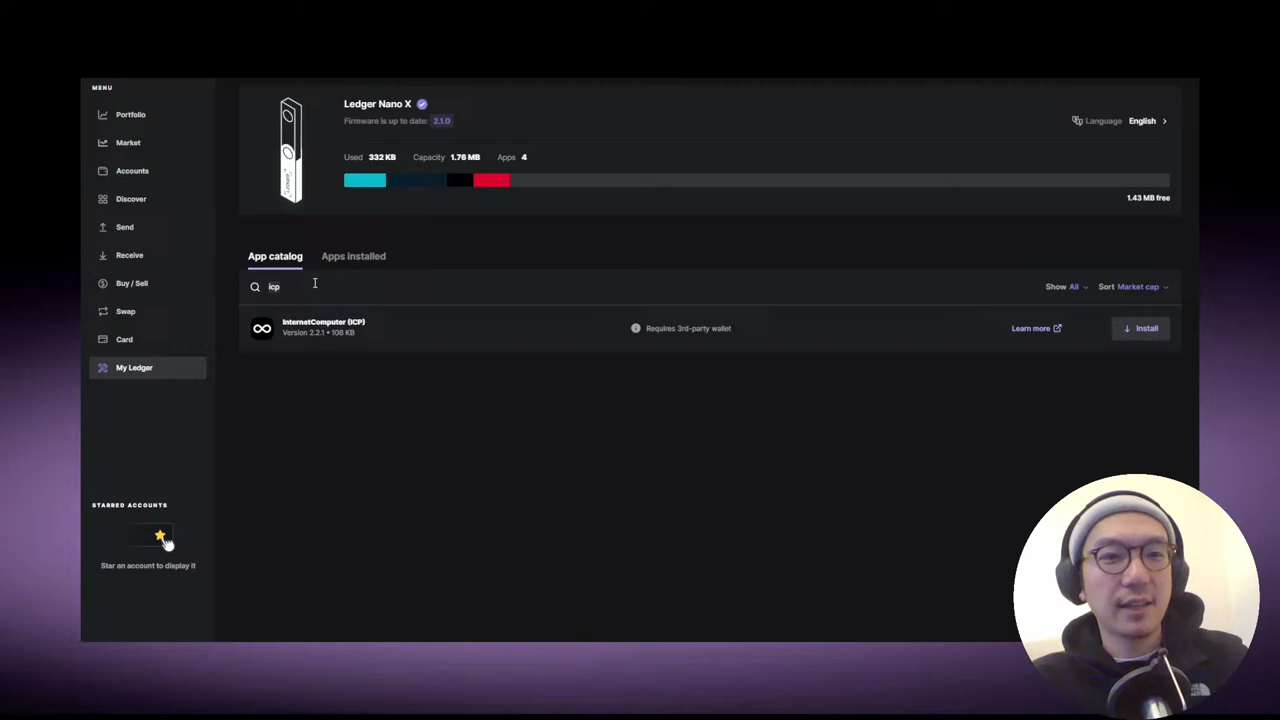 MENU
Portfolio
Market
Accounts
Discover
Send
Receive
Buy / Sell
Swap
Card
My Ledger
STARRED ACCOUNTS
Star an account to display it
Ledger Nano X
Firmware is up to date: 2.1.0
Language English
Used 332 KB Capacity 1.76 MB Apps 4
1.43 MB free
App catalog Apps installed
icp
Show All Sort Market cap
InternetComputer (ICP)
Version 2.2.1 • 106 KB
Requires 3rd-party wallet
Learn more
Install